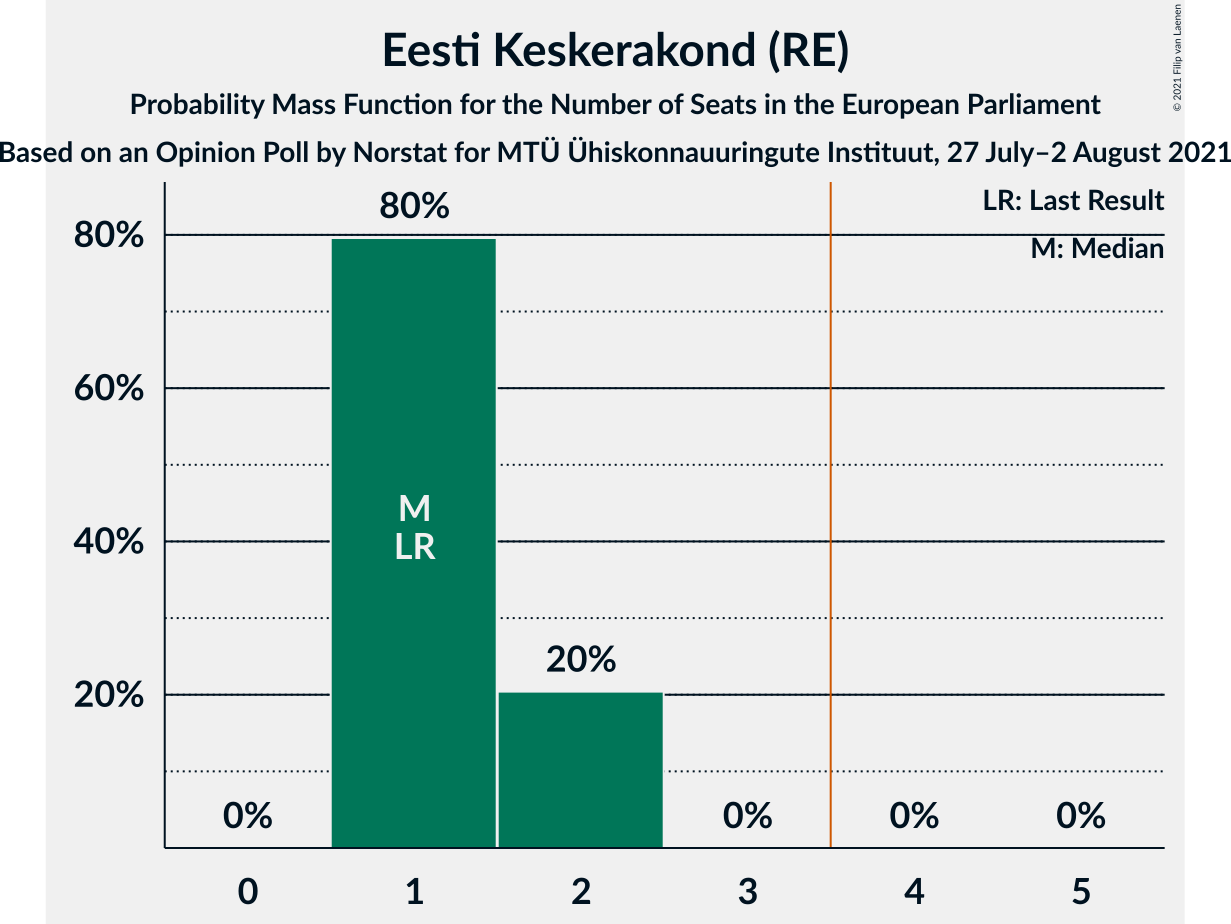 Eesti Keskerakond (RE)
Probability Mass Function for the Number of Seats in the European Parliament
Based on an Opinion Poll by Norstat for MTÜ Ühiskonnauuringute Instituut, 27 July–2 August 2021
© 2021 Filip van Laenen
LR: Last Result
M: Median
80%
60%
40%
20%
0%
80%
20%
0%
0%
0%
M
LR
0
1
2
3
4
5